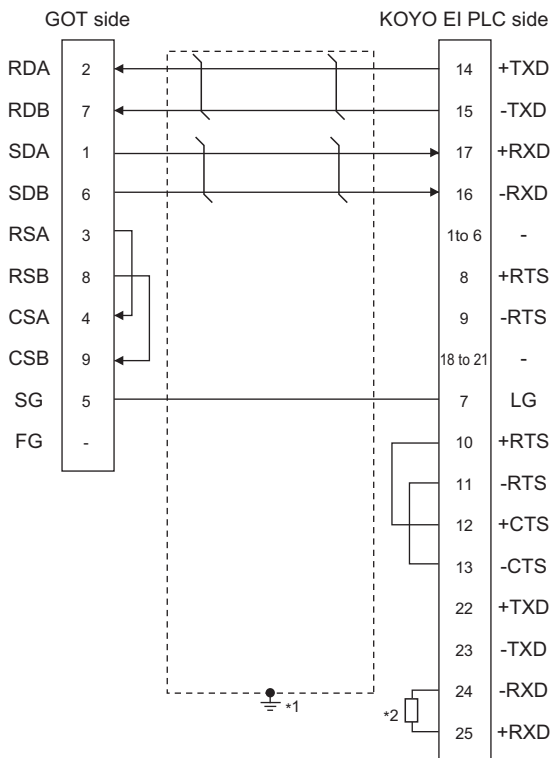 GOT side KOYO EI PLC side
RDA 2 14 +TXD
RDB 7 15 -TXD
SDA 1 17 +RXD
SDB 6 16 -RXD
RSA 3 1to 6 -
RSB 8 8 +RTS
CSA 4 9 -RTS
CSB 9 18 to 21 -
SG 5 7 LG
FG - 10 +RTS
11 -RTS
12 +CTS
13 -CTS
22 +TXD
23 -TXD
24 -RXD
*1 *2
25 +RXD